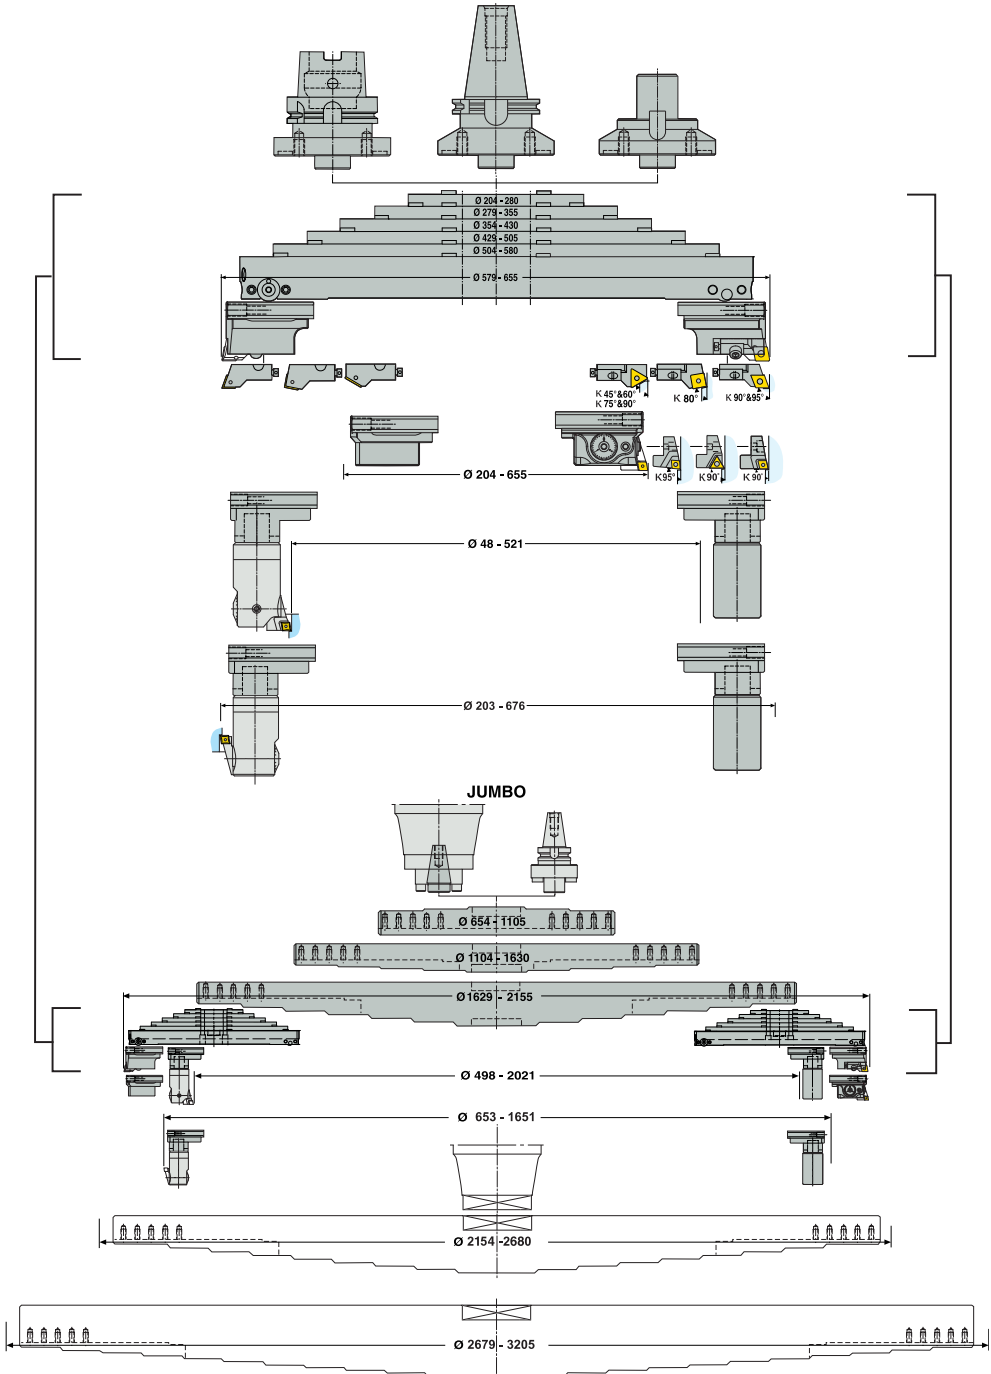 Ø 204 - 280
Ø 279 - 355
Ø 354 - 430
Ø 429 - 505
Ø 504 - 580
Ø 579 - 655
K 45°&60°
K 75°&90°
K 80°
K 90°&95°
Ø 204 - 655
K95°
K90°
K90°
Ø 48 - 521
Ø 203 - 676
JUMBO
Ø 654 - 1105
Ø 1104 - 1630
Ø1629 - 2155
Ø 498 - 2021
Ø 653 - 1651
Ø 2154 -2680
Ø 2679 - 3205